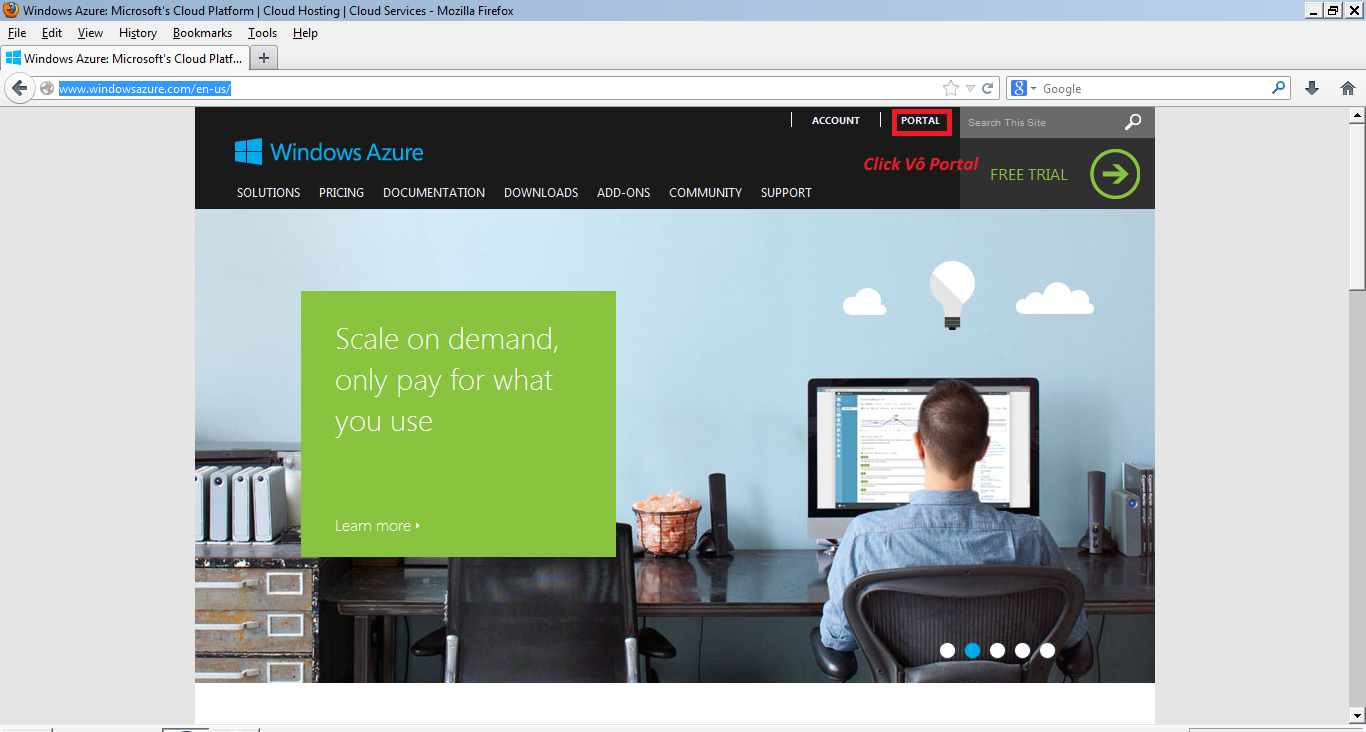 Windows Azure: Microsoft's Cloud Platform | Cloud Hosting | Cloud Services - Mozilla Firefox
File Edit View History Bookmarks Tools Help
Windows Azure: Microsoft's Cloud Platf...
www.windowsazure.com/en-us/
Google
ACCOUNT PORTAL Search This Site
Windows Azure
Click Vô Portal
FREE TRIAL
SOLUTIONS PRICING DOCUMENTATION DOWNLOADS ADD-ONS COMMUNITY SUPPORT
Scale on demand,
only pay for what
you use
Learn more